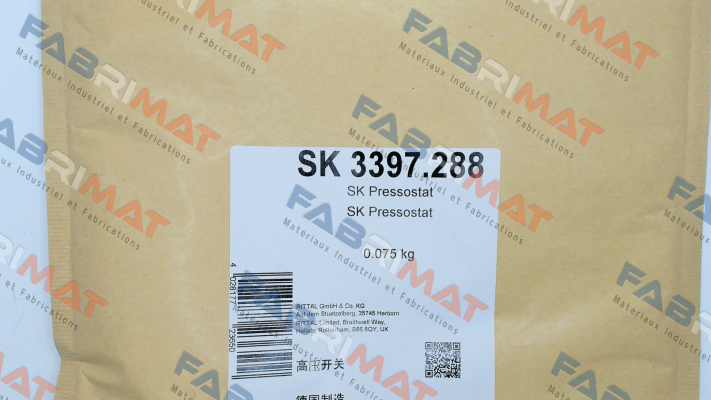 SK 3397.288
SK Pressostat
SK Pressostat
0.075 kg
4 028177
RITTAL GmbH & Co. KG
Auf dem Stuetzelberg, 35745 Herborn
RITTAL Limited, Braithwell Way,
Hellaby Rotherham, S66 8QY, UK
高压开关
德国制造
FABRIMAT
Materiaux Industriel et Fabrications